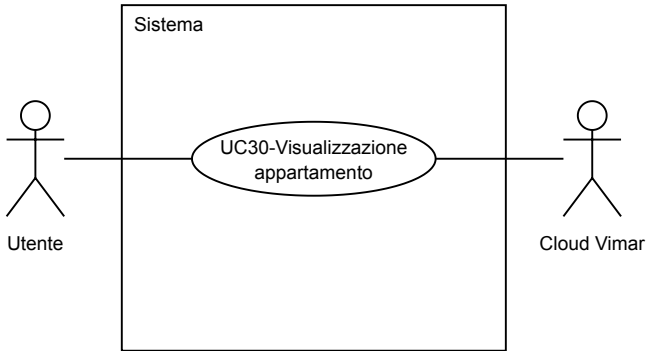 Sistema
UC30-Visualizzazione
appartamento
Utente
Cloud Vimar